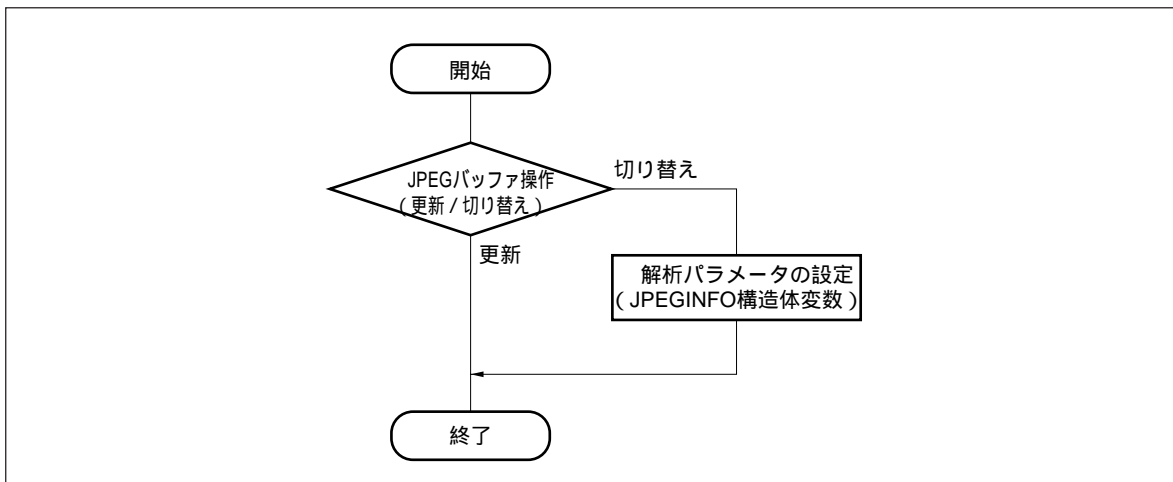 開始
JPEGバッファ操作
(更新 / 切り替え)
切り替え
更新
解析パラメータの設定
(JPEGINFO構造体変数)
終了